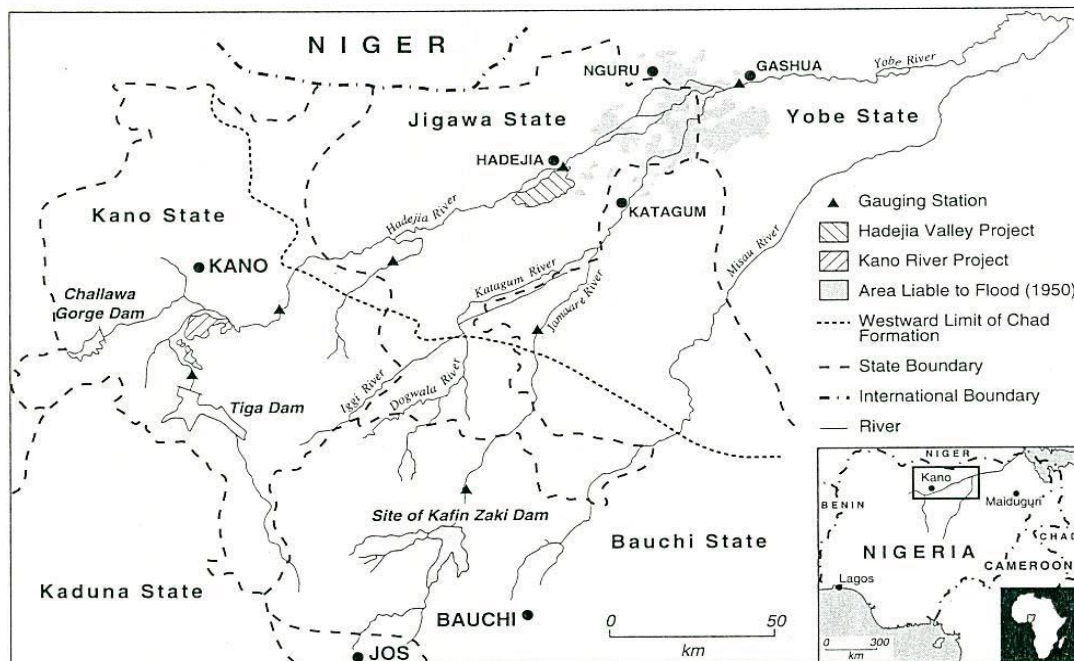 NIGER
NGURU
GASHUA
Yobe River
Jigawa State
Yobe State
HADEJIA
Kano State
Hadejia River
KATAGUM
KANO
Katagum River
Misau River
Challawa
Gorge Dam
Jamaare River
Iggi River
Dogwala River
Tiga Dam
Site of Kafin Zaki Dam
Bauchi State
Kaduna State
BAUCHI
JOS
0 50
km
Gauging Station
Hadejia Valley Project
Kano River Project
Area Liable to Flood (1950)
Westward Limit of Chad
Formation
State Boundary
International Boundary
River
NIGER
Kano
Maiduguri
BENIN
CHAD
NIGERIA
CAMEROON
Lagos
0 300
km